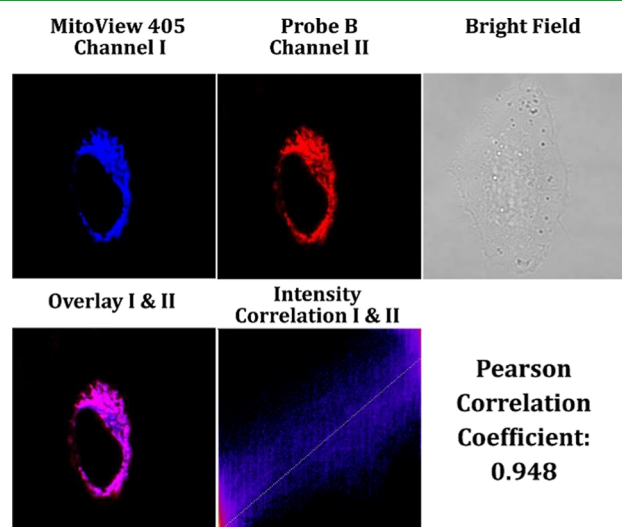 MitoView 405
Channel I
Probe B
Channel II
Bright Field
Overlay I & II
Intensity
Correlation I & II
Pearson
Correlation
Coefficient:
0.948